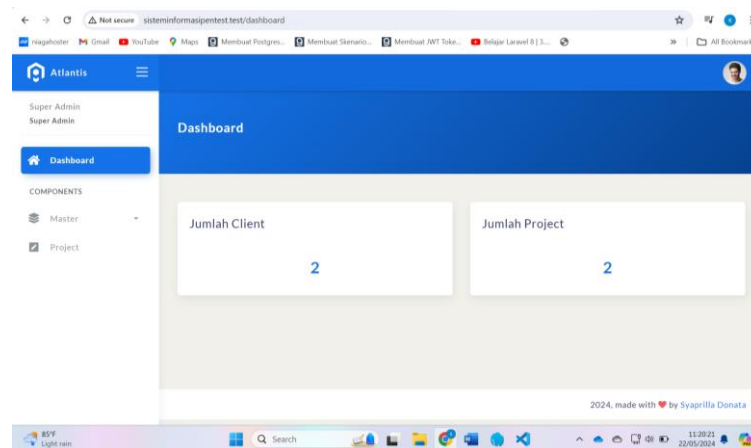 Not secure sisteminformasipentest.test/dashboard
niagahoster Gmail YouTube Maps Membuat Postgres... Membuat Skenario... Membuat JWT Toke... Belajar Laravel 8 | 3.... » All Bookmark
Atlantis
Super Admin
Super Admin
Dashboard
Dashboard
COMPONENTS
Master
Project
Jumlah Client
2
Jumlah Project
2
2024, made with ❤ by Syaprilla Donata
85°F
Light rain
Search
11:20:21
22/05/2024